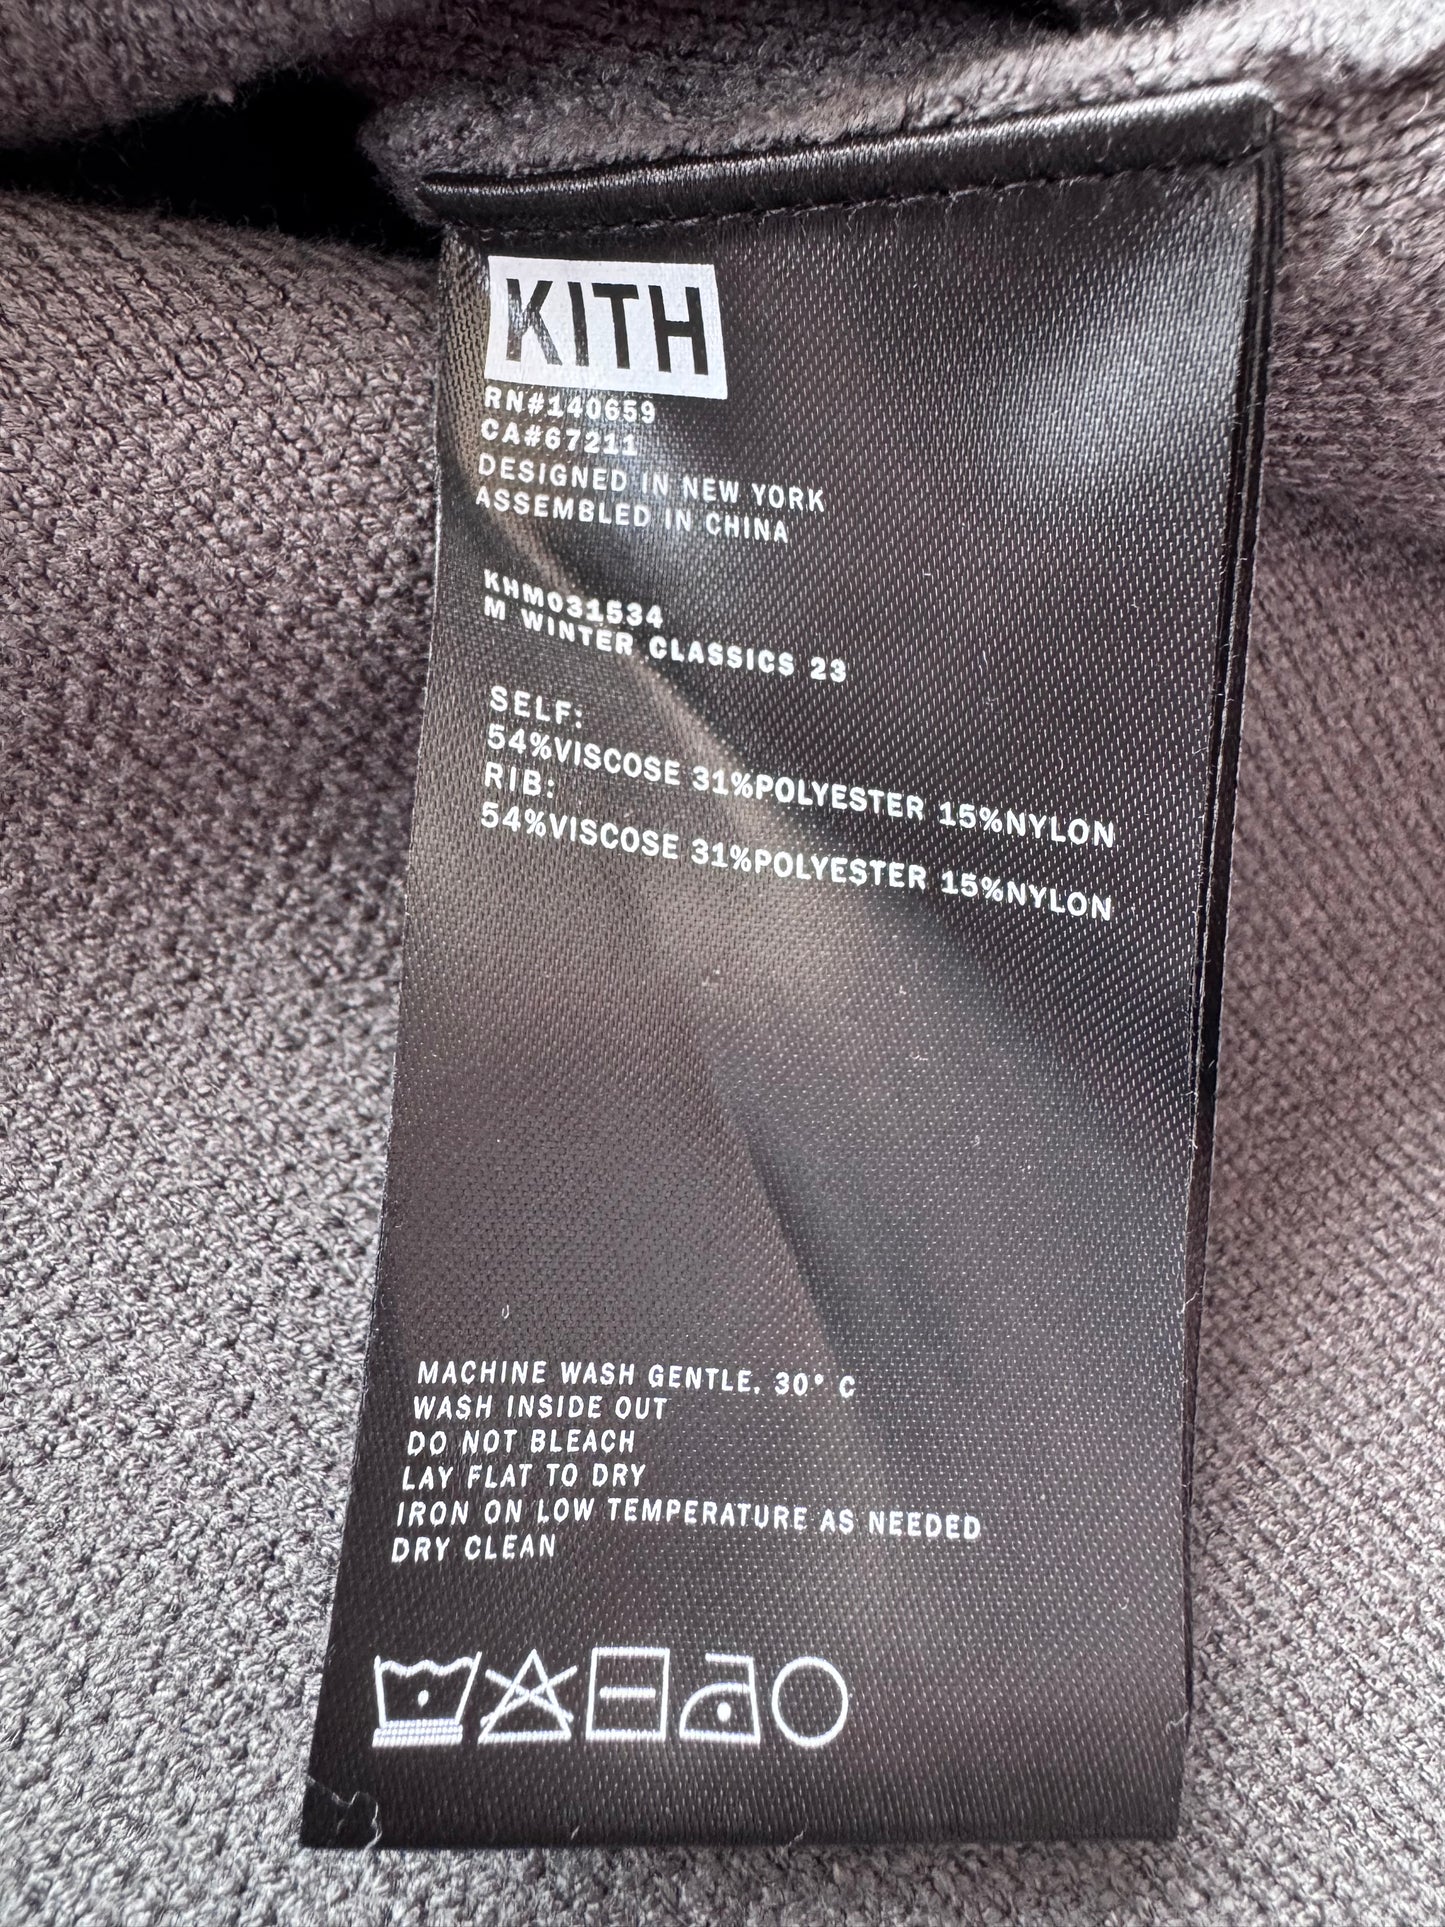 KITH
RN#140659
CA#67211
DESIGNED IN NEW YORK
ASSEMBLED IN CHINA
KHM031534
M WINTER CLASSICS 23
SELF:
54%VISCOSE 31%POLYESTER 15%NYLON
RIB:
54%VISCOSE 31%POLYESTER 15%NYLON
MACHINE WASH GENTLE, 30° C
WASH INSIDE OUT
DO NOT BLEACH
LAY FLAT TO DRY
IRON ON LOW TEMPERATURE AS NEEDED
DRY CLEAN